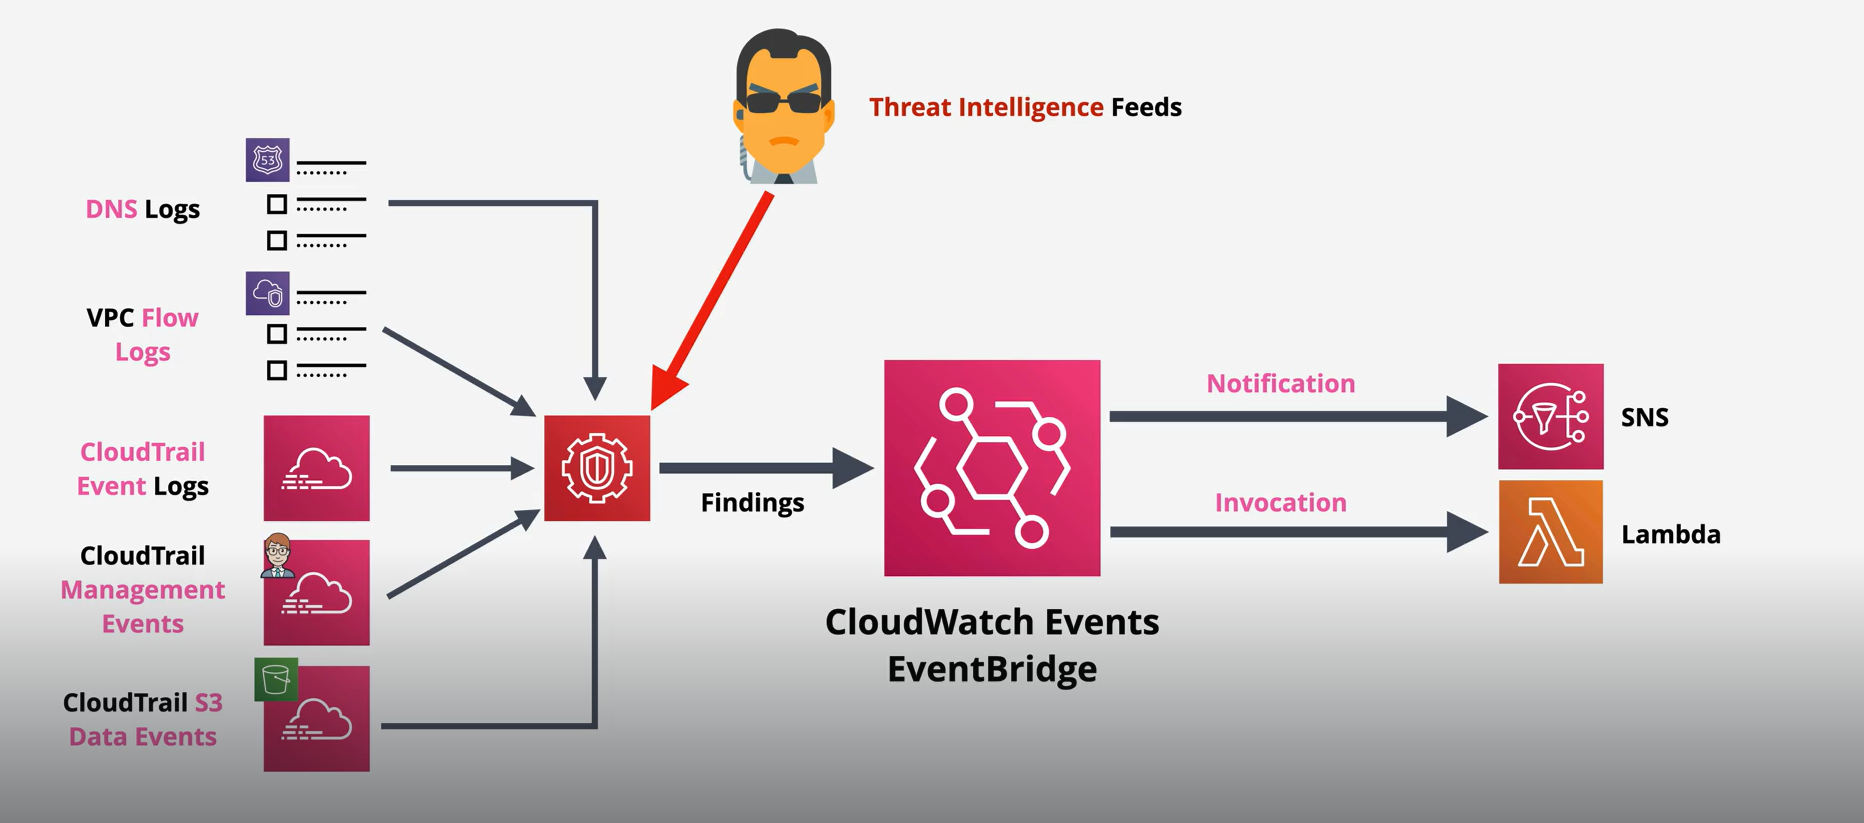 Threat Intelligence Feeds
53
DNS Logs
VPC Flow
Logs
CloudTrail
Event Logs
CloudTrail
Management
Events
CloudTrail S3
Data Events
Findings
CloudWatch Events
EventBridge
Notification
SNS
Invocation
Lambda